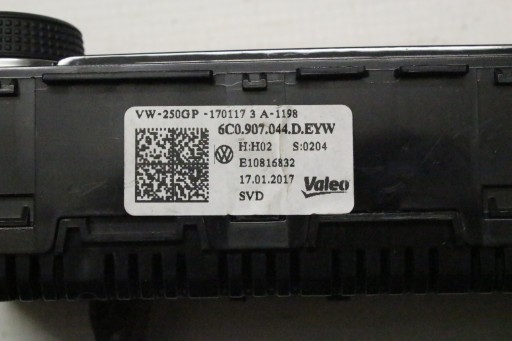 VW-250GP -170117 3 A-1198
6C0.907.044.D.EYW
H:H02 S:0204
E10816832
17.01.2017
Valeo
SVD